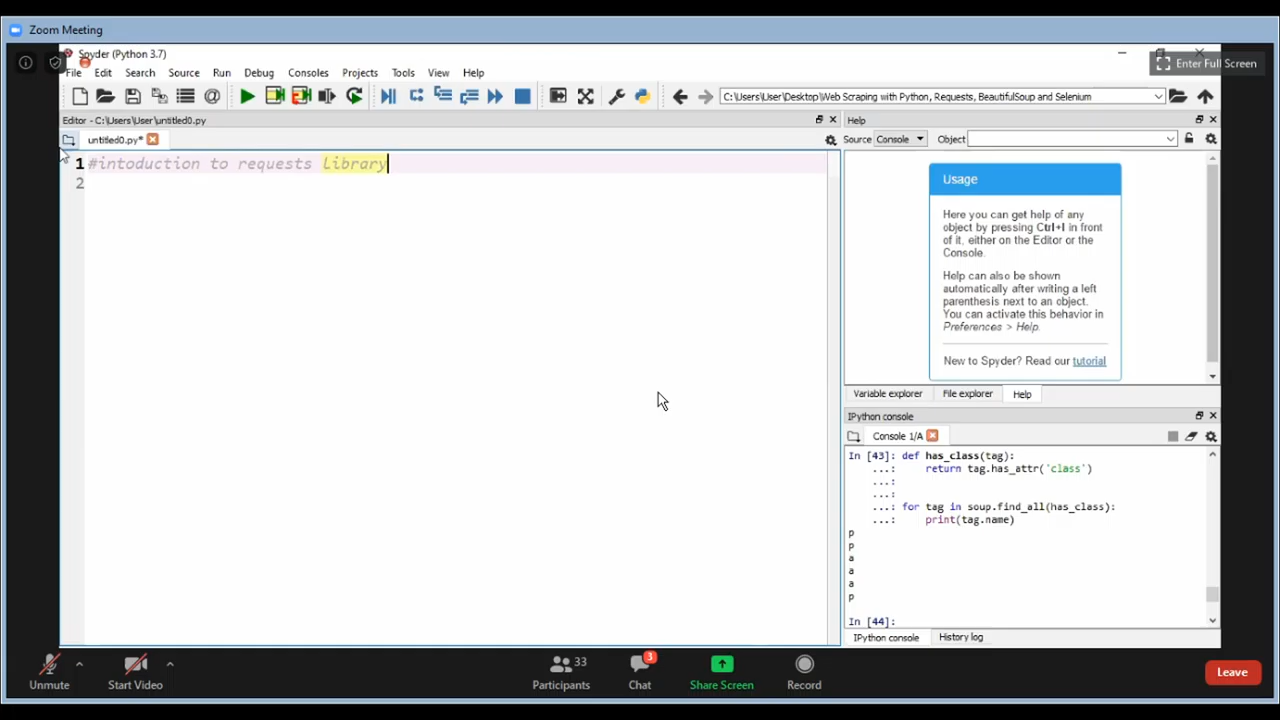 Zoom Meeting
Spyder (Python 3.7)
Enter Full Screen
File Edit Search Source Run Debug Consoles Projects Tools View Help
C:\Users\User\Desktop\Web Scraping with Python, Requests, BeautifulSoup and Selenium
Editor - C:\Users\User\untitled0.py
untitled0.py*
1 #intoduction to requests library
2
Help
Source Console Object
Usage
Here you can get help of any
object by pressing Ctrl+I in front
of it, either on the Editor or the
Console.
Help can also be shown
automatically after writing a left
parenthesis next to an object.
You can activate this behavior in
Preferences > Help.
New to Spyder? Read our tutorial
Variable explorer File explorer Help
IPython console
Console 1/A
In [43]: def has_class(tag):
...: return tag.has_attr('class')
...:
...:
...: for tag in soup.find_all(has_class):
...: print(tag.name)
p
p
a
a
a
p
In [44]:
IPython console History log
Unmute Start Video 33 Participants 3 Chat Share Screen Record Leave